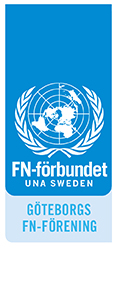 FN-förbundet
UNA SWEDEN
GÖTEBORGS
FN-FÖRENING